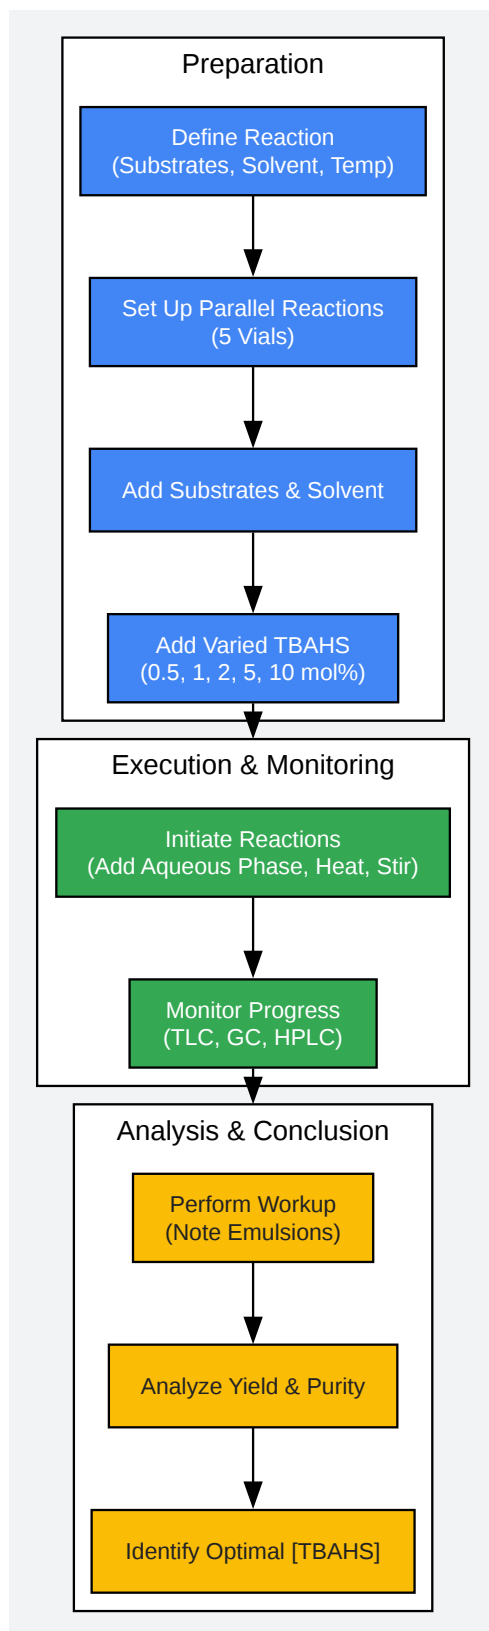 Preparation
Define Reaction
(Substrates, Solvent, Temp)
Set Up Parallel Reactions
(5 Vials)
Add Substrates & Solvent
Add Varied TBAHS
(0.5, 1, 2, 5, 10 mol%)
Execution & Monitoring
Initiate Reactions
(Add Aqueous Phase, Heat, Stir)
Monitor Progress
(TLC, GC, HPLC)
Analysis & Conclusion
Perform Workup
(Note Emulsions)
Analyze Yield & Purity
Identify Optimal [TBAHS]